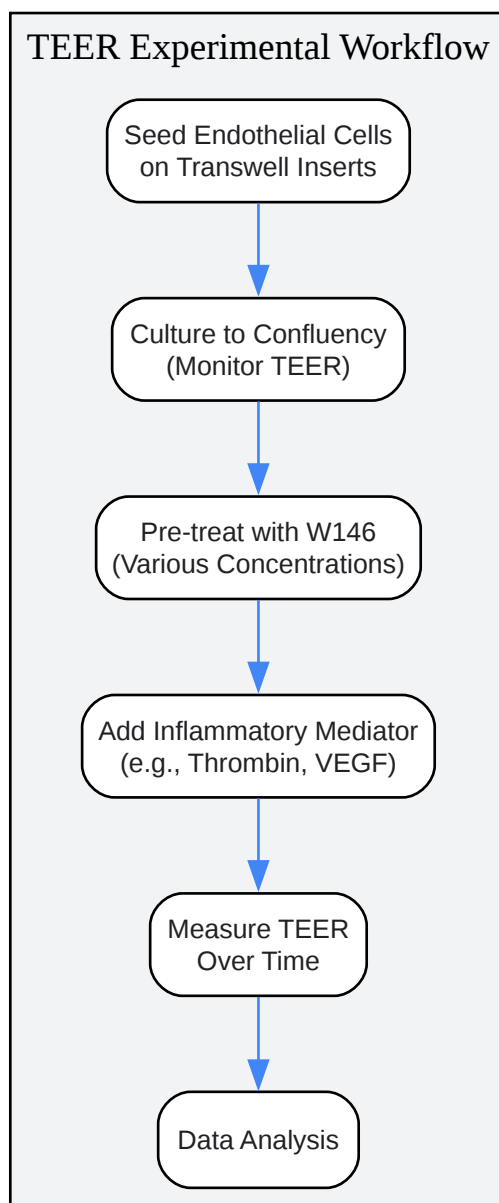 TEER Experimental Workflow
Seed Endothelial Cells
on Transwell Inserts
Culture to Confluency
(Monitor TEER)
Pre-treat with W146
(Various Concentrations)
Add Inflammatory Mediator
(e.g., Thrombin, VEGF)
Measure TEER
Over Time
Data Analysis